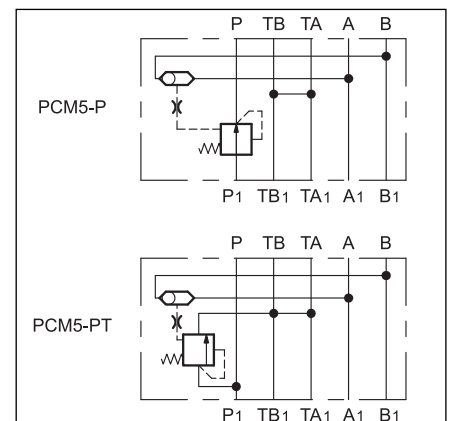 P TB TA A B
PCM5-P
P1 TB1 TA1 A1 B1
P TB TA A B
PCM5-PT
P1 TB1 TA1 A1 B1